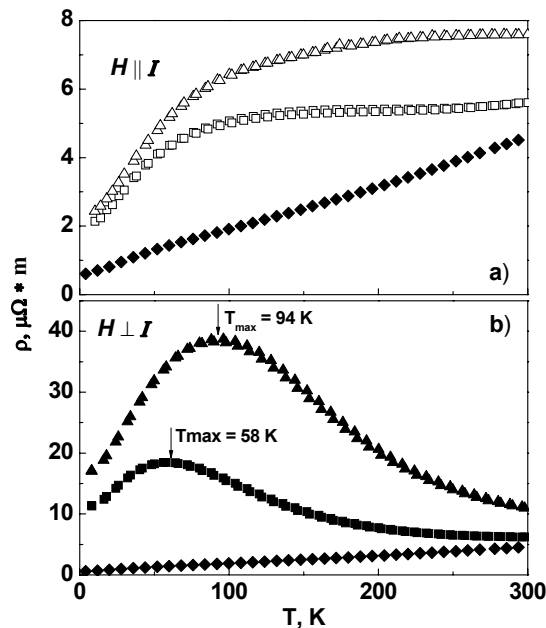 8
H || I
6
4
2
a)
0
ρ, μΩ * m
H ⊥ I
T_max = 94 K
b)
40
30
Tmax = 58 K
20
10
0
0 100 200 300
T, K